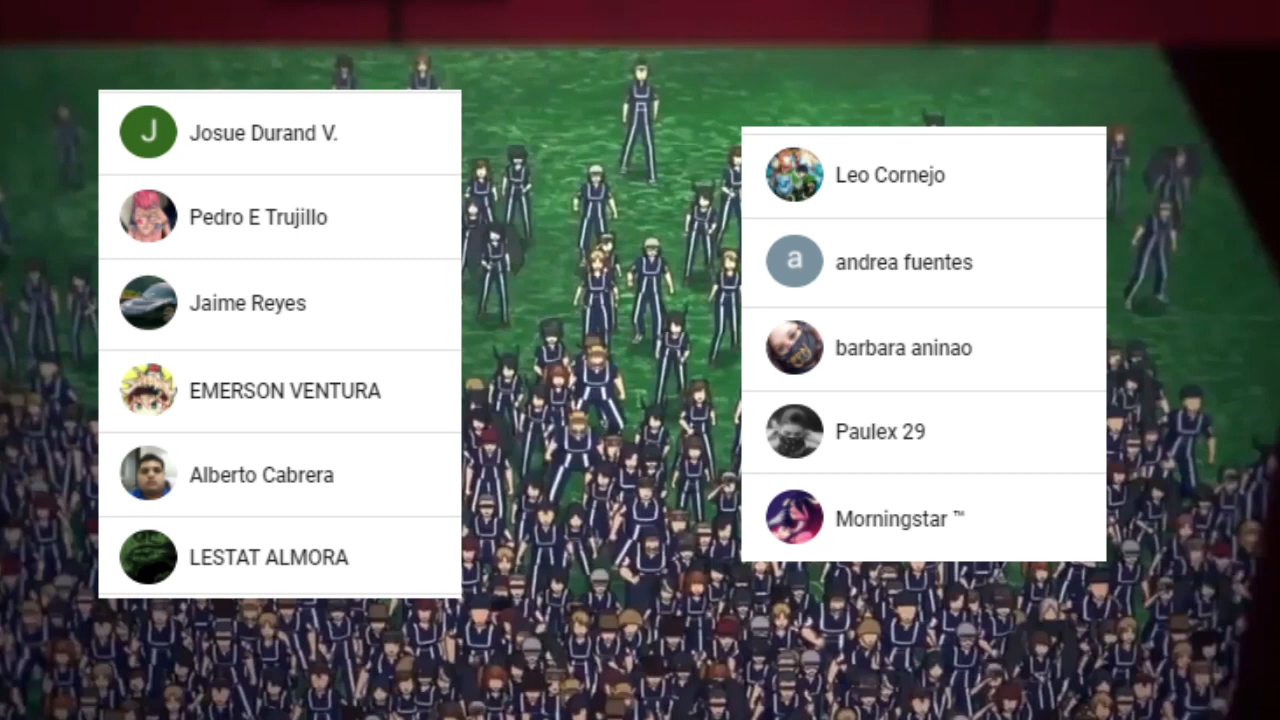 J
Josue Durand V.
Pedro E Trujillo
Jaime Reyes
EMERSON VENTURA
Alberto Cabrera
LESTAT ALMORA
Leo Cornejo
a
andrea fuentes
barbara aninao
Paulex 29
Morningstar ™